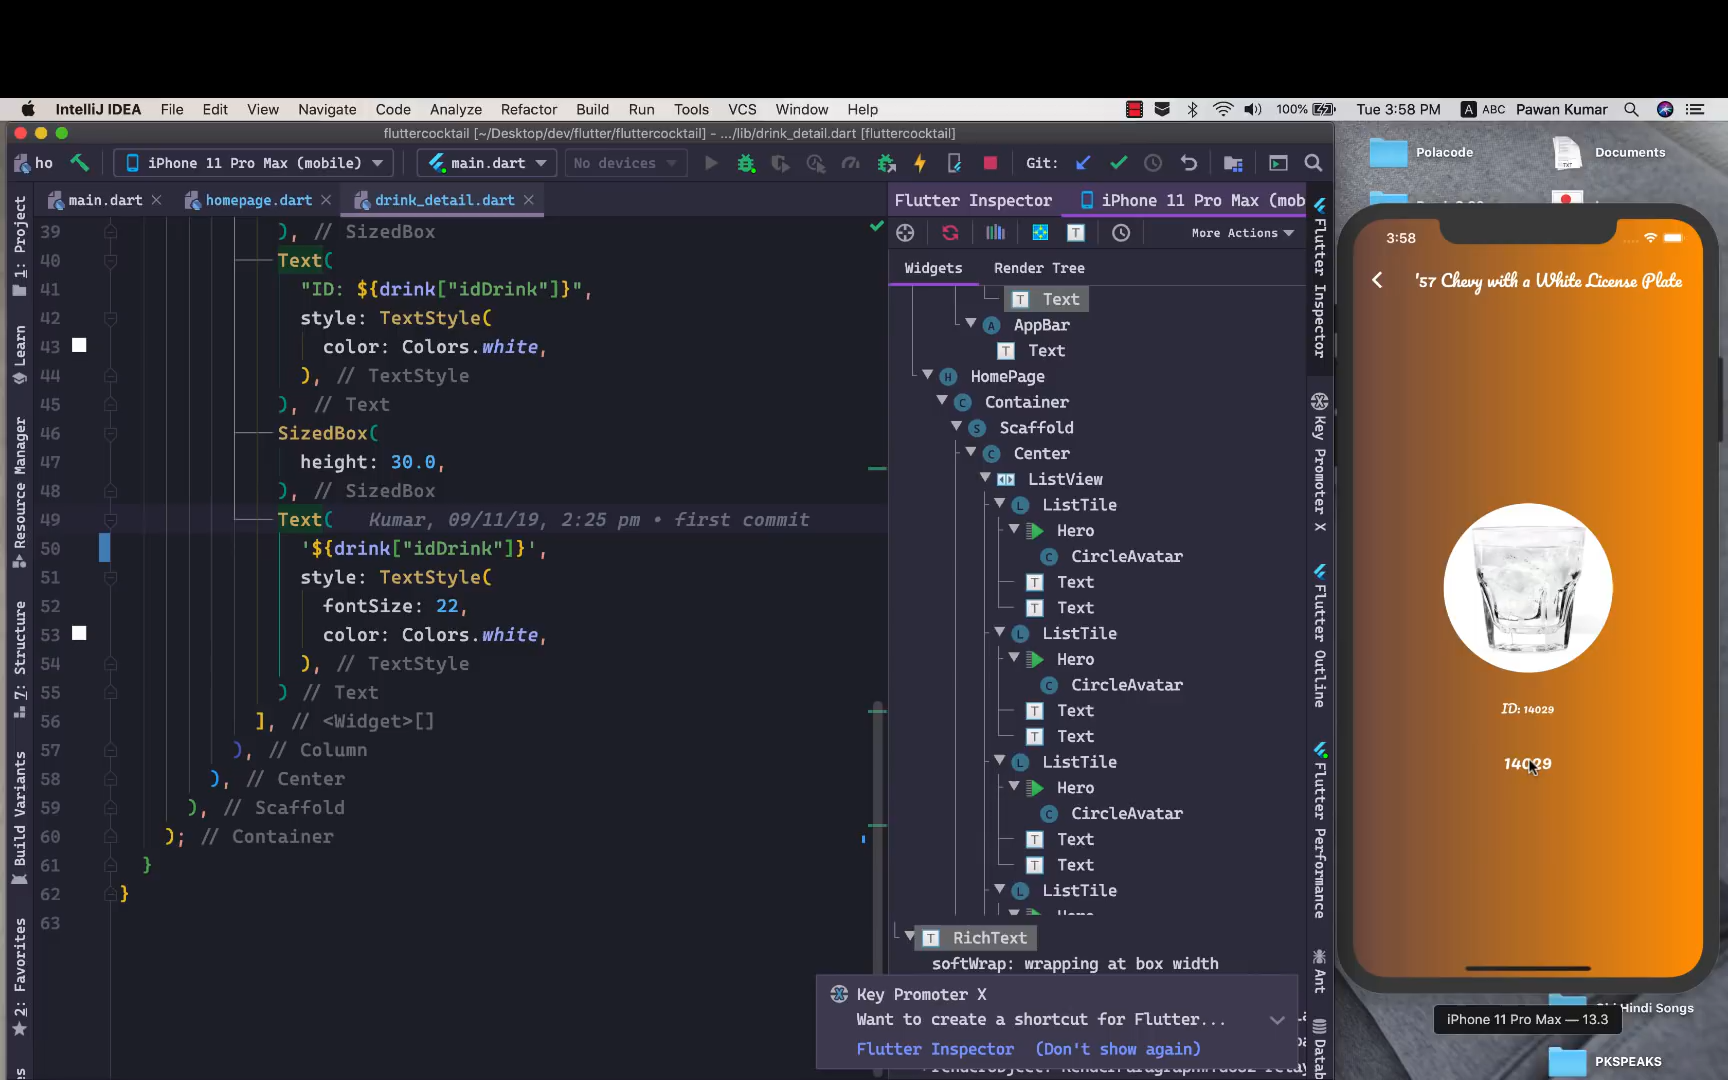 IntelliJ IDEA File Edit View Navigate Code Analyze Refactor Build Run Tools VCS Window Help 100% Tue 3:58 PM A ABC Pawan Kumar
fluttercocktail [~/Desktop/dev/flutter/fluttercocktail] - .../lib/drink_detail.dart [fluttercocktail]
ho iPhone 11 Pro Max (mobile) main.dart No devices Git:
main.dart homepage.dart drink_detail.dart
39 ), // SizedBox
40 Text(
41 "ID: ${drink["idDrink"]}",
42 style: TextStyle(
43 color: Colors.white,
44 ), // TextStyle
45 ), // Text
46 SizedBox(
47 height: 30.0,
48 ), // SizedBox
49 Text( Kumar, 09/11/19, 2:25 pm • first commit
50 '${drink["idDrink"]}',
51 style: TextStyle(
52 fontSize: 22,
53 color: Colors.white,
54 ), // TextStyle
55 ) // Text
56 ], // <Widget>[]
57 ), // Column
58 ), // Center
59 ), // Scaffold
60 ); // Container
61 }
62 }
63
1: Project
Learn
Resource Manager
7: Structure
Build Variants
2: Favorites
Flutter Inspector iPhone 11 Pro Max (mob
More Actions
Widgets Render Tree
Text
AppBar
Text
HomePage
Container
Scaffold
Center
ListView
ListTile
Hero
CircleAvatar
Text
Text
ListTile
Hero
CircleAvatar
Text
Text
ListTile
Hero
CircleAvatar
Text
Text
ListTile
RichText
softWrap: wrapping at box width
Key Promoter X
Want to create a shortcut for Flutter...
Flutter Inspector (Don't show again)
Flutter Inspector
Key Promoter X
Flutter Outline
Flutter Performance
Ant
Datab
Polacode
Documents
3:58
'57 Chevy with a White License Plate
ID: 14029
14029
Hindi Songs
iPhone 11 Pro Max — 13.3
PKSPEAKS